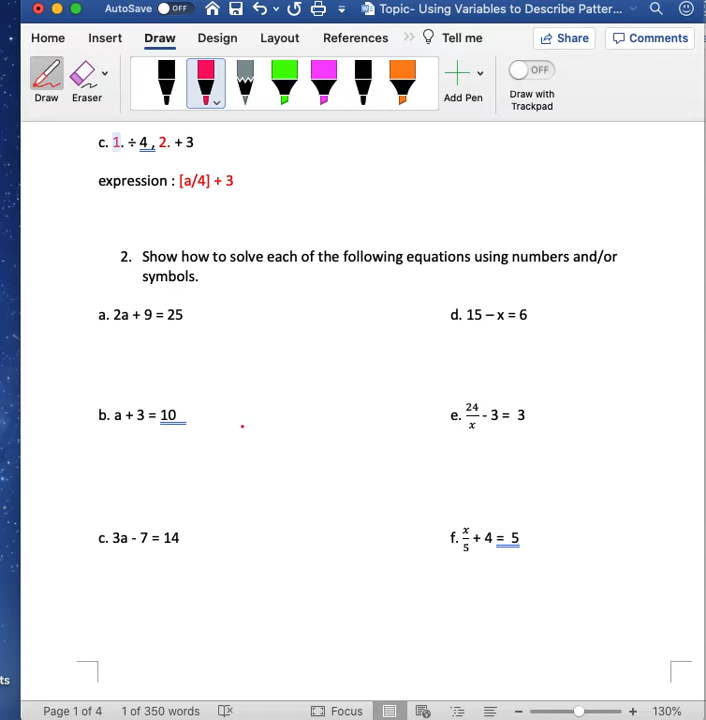 AutoSave OFF Topic- Using Variables to Describe Patter...
Home Insert Draw Design Layout References >> Tell me Share Comments
Draw Eraser Add Pen OFF Draw with Trackpad
c. 1. ÷ 4 , 2. + 3
expression : [a/4] + 3
2. Show how to solve each of the following equations using numbers and/or
symbols.
a. 2a + 9 = 25 d. 15 – x = 6
b. a + 3 = 10 e. 24/x - 3 = 3
c. 3a - 7 = 14 f. x/5 + 4 = 5
ts
Page 1 of 4 1 of 350 words Focus 130%